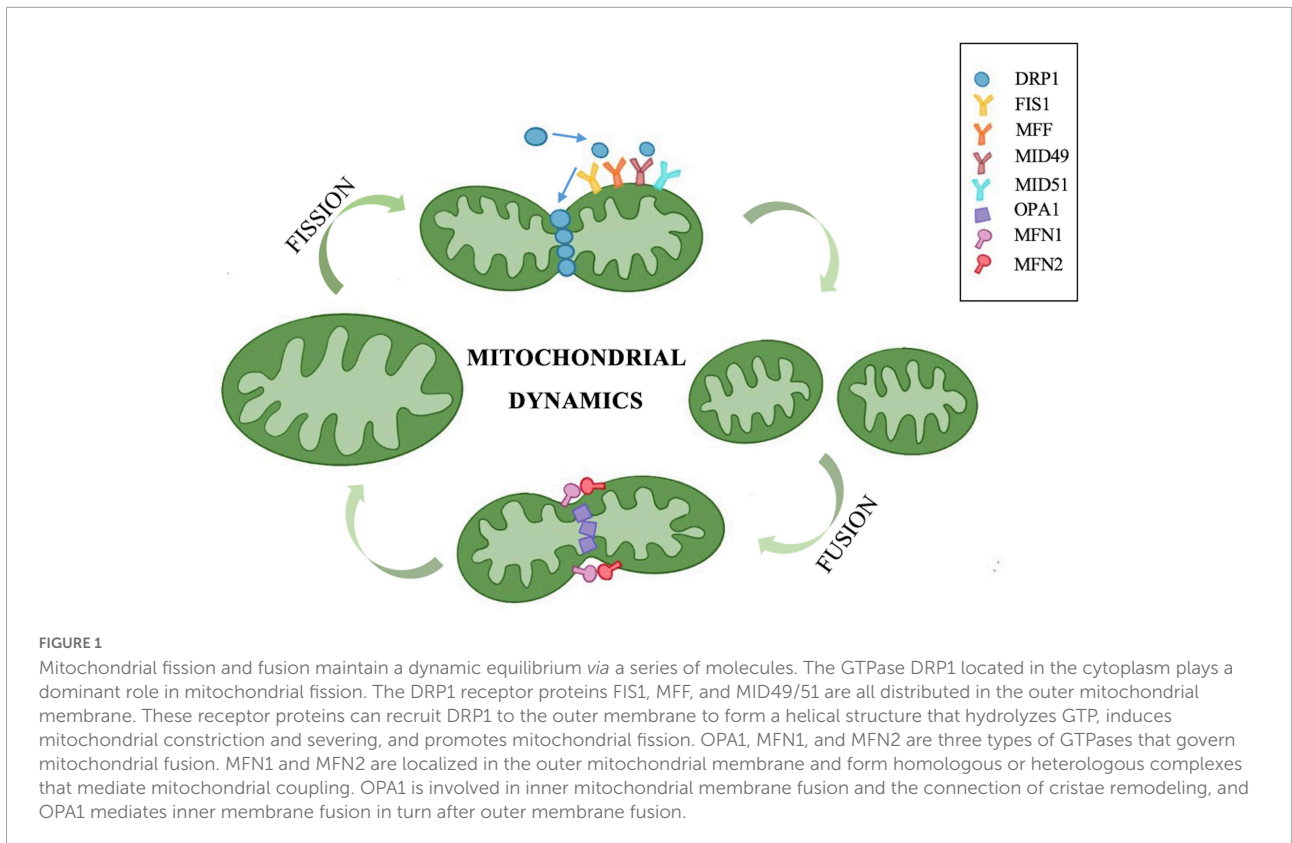 DRP1
FIS1
MFF
MID49
MID51
OPA1
MFN1
MFN2
FISSION
MITOCHONDRIAL
DYNAMICS
FUSION
FIGURE 1
Mitochondrial fission and fusion maintain a dynamic equilibrium via a series of molecules. The GTPase DRP1 located in the cytoplasm plays a
dominant role in mitochondrial fission. The DRP1 receptor proteins FIS1, MFF, and MID49/51 are all distributed in the outer mitochondrial
membrane. These receptor proteins can recruit DRP1 to the outer membrane to form a helical structure that hydrolyzes GTP, induces
mitochondrial constriction and severing, and promotes mitochondrial fission. OPA1, MFN1, and MFN2 are three types of GTPases that govern
mitochondrial fusion. MFN1 and MFN2 are localized in the outer mitochondrial membrane and form homologous or heterologous complexes
that mediate mitochondrial coupling. OPA1 is involved in inner mitochondrial membrane fusion and the connection of cristae remodeling, and
OPA1 mediates inner membrane fusion in turn after outer membrane fusion.